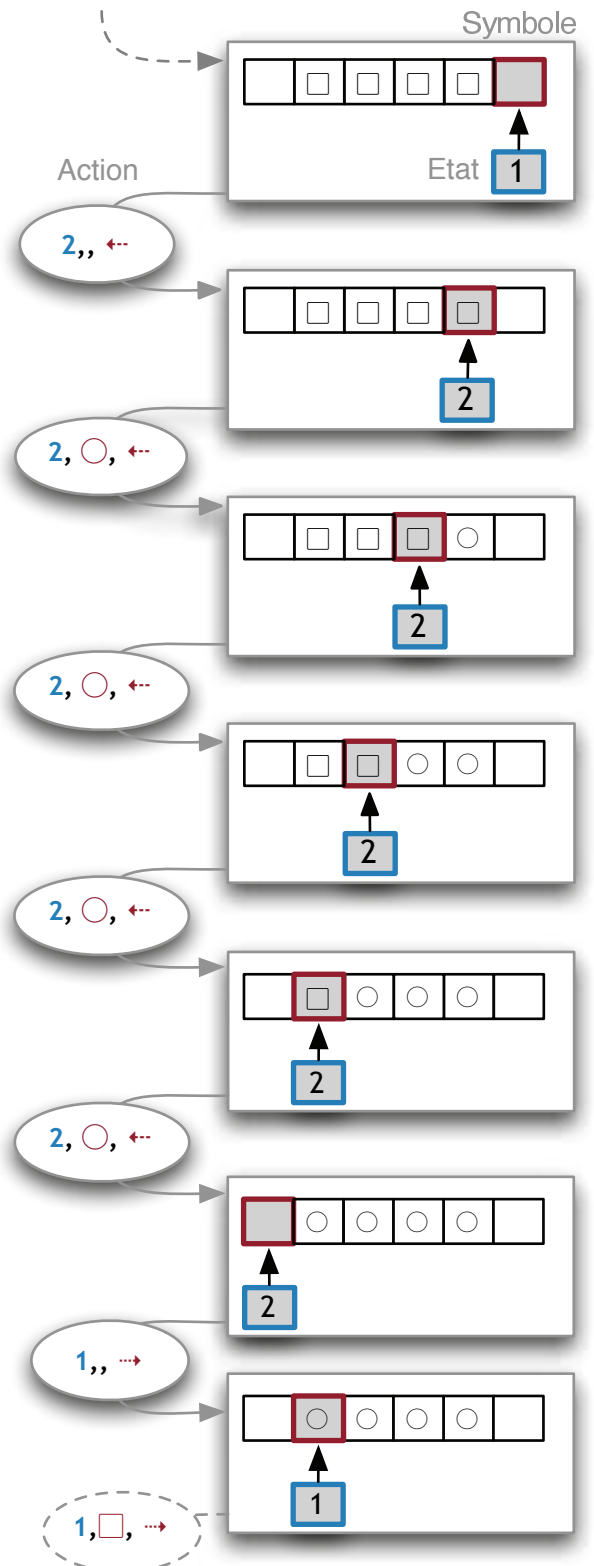 Symbole
□ □ □ □
Action
Etat 1
2,, ⇠
□ □ □ □
2
2, ○, ⇠
□ □ □ ○
2
2, ○, ⇠
□ □ ○ ○
2
2, ○, ⇠
□ ○ ○ ○
2
2, ○, ⇠
○ ○ ○ ○
2
1,, ⇢
○ ○ ○ ○
1
1,□, ⇢